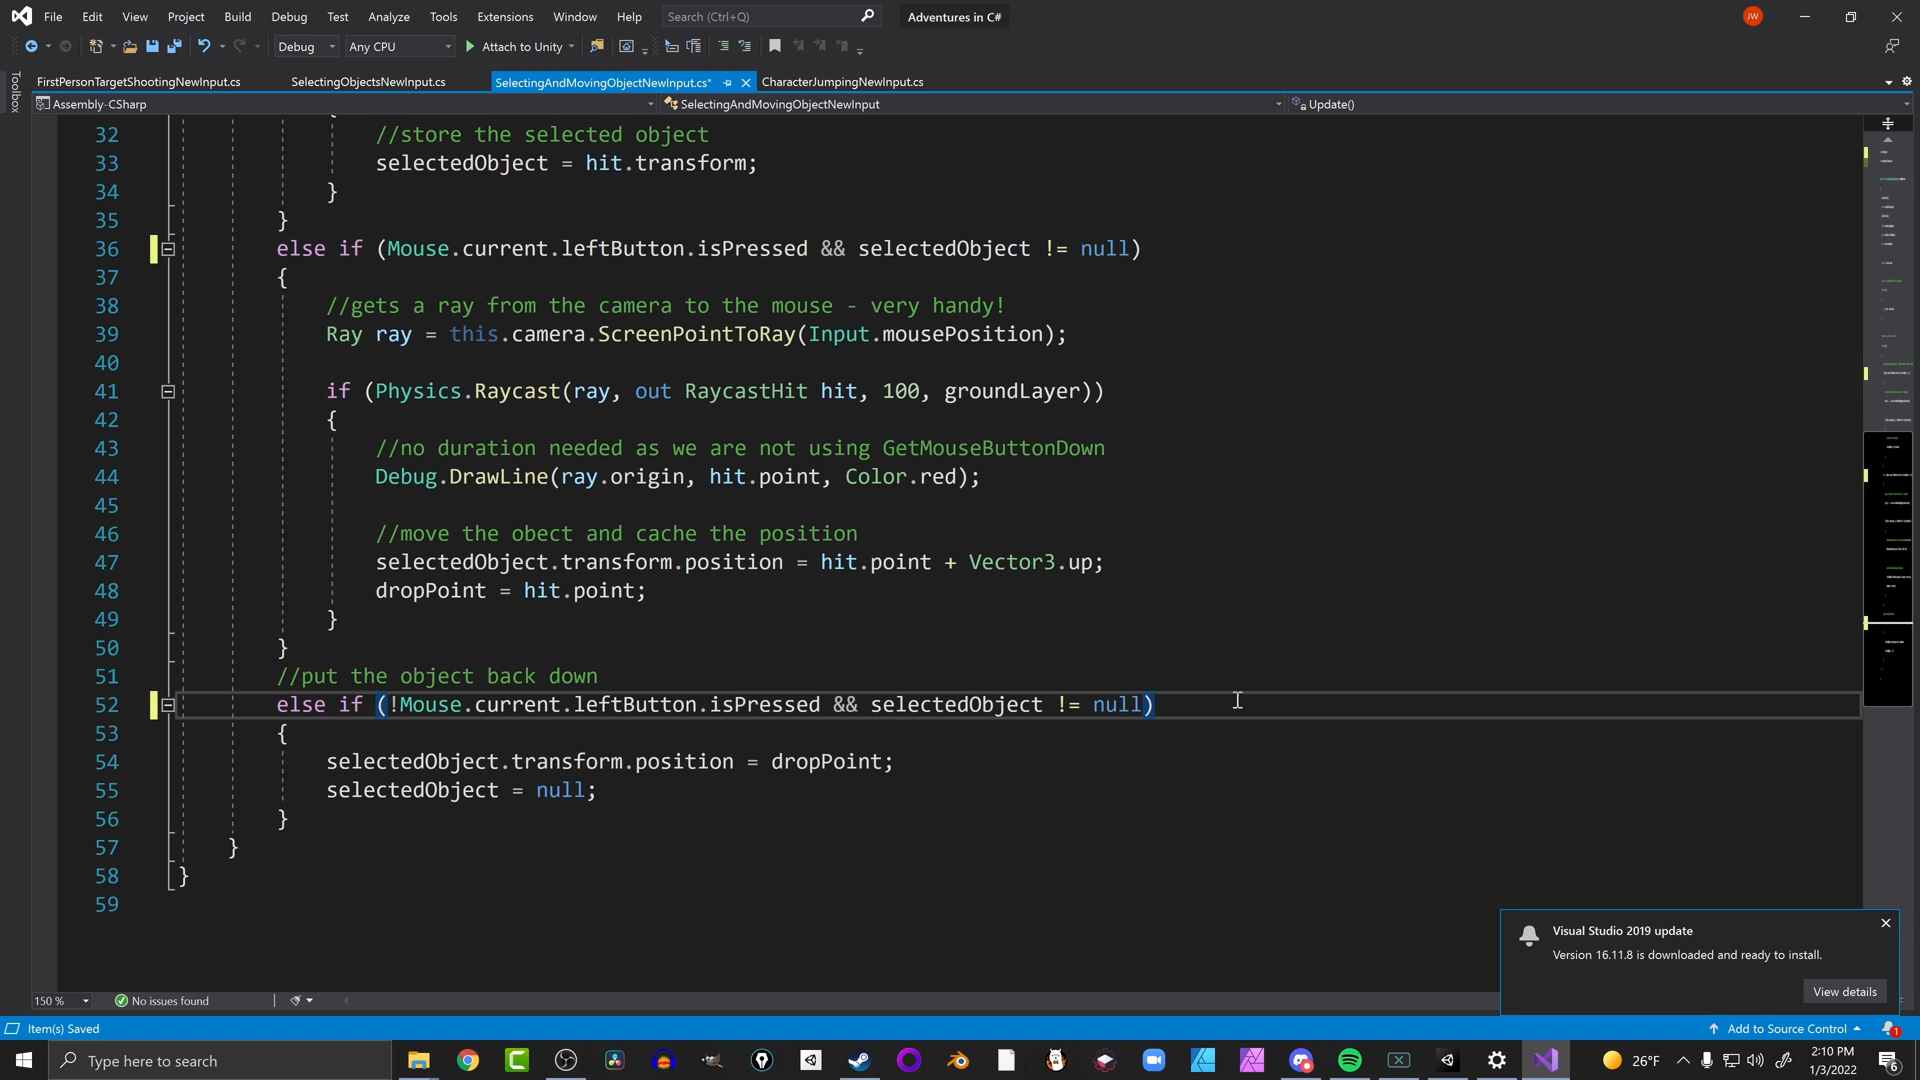 File Edit View Project Build Debug Test Analyze Tools Extensions Window Help Search (Ctrl+Q) Adventures in C# JW
Debug Any CPU Attach to Unity
FirstPersonTargetShootingNewInput.cs SelectingObjectsNewInput.cs SelectingAndMovingObjectNewInput.cs* CharacterJumpingNewInput.cs
Toolbox
Assembly-CSharp SelectingAndMovingObjectNewInput Update()
32 //store the selected object
33 selectedObject = hit.transform;
34 }
35 }
36 else if (Mouse.current.leftButton.isPressed && selectedObject != null)
37 {
38 //gets a ray from the camera to the mouse - very handy!
39 Ray ray = this.camera.ScreenPointToRay(Input.mousePosition);
40
41 if (Physics.Raycast(ray, out RaycastHit hit, 100, groundLayer))
42 {
43 //no duration needed as we are not using GetMouseButtonDown
44 Debug.DrawLine(ray.origin, hit.point, Color.red);
45
46 //move the obect and cache the position
47 selectedObject.transform.position = hit.point + Vector3.up;
48 dropPoint = hit.point;
49 }
50 }
51 //put the object back down
52 else if (!Mouse.current.leftButton.isPressed && selectedObject != null)
53 {
54 selectedObject.transform.position = dropPoint;
55 selectedObject = null;
56 }
57 }
58 }
59
Visual Studio 2019 update
Version 16.11.8 is downloaded and ready to install.
View details
150 % No issues found
Item(s) Saved Add to Source Control 1
Type here to search 26°F 2:10 PM
1/3/2022 6